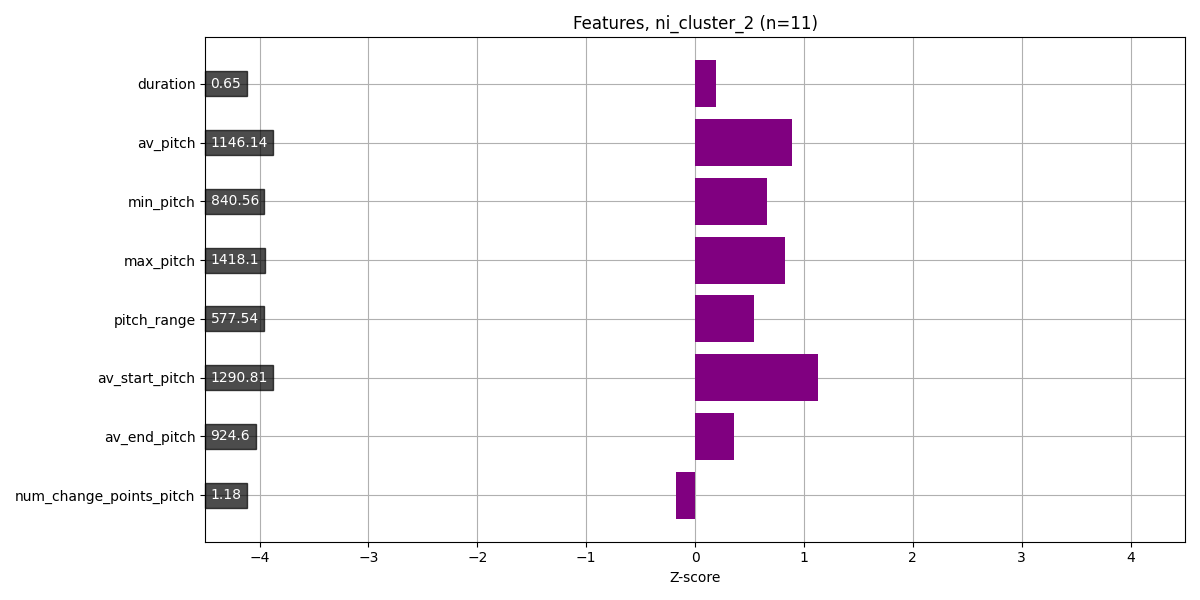 Features, ni_cluster_2 (n=11)
duration 0.65
av_pitch 1146.14
min_pitch 840.56
max_pitch 1418.1
pitch_range 577.54
av_start_pitch 1290.81
av_end_pitch 924.6
num_change_points_pitch 1.18
−4 −3 −2 −1 0 1 2 3 4
Z-score